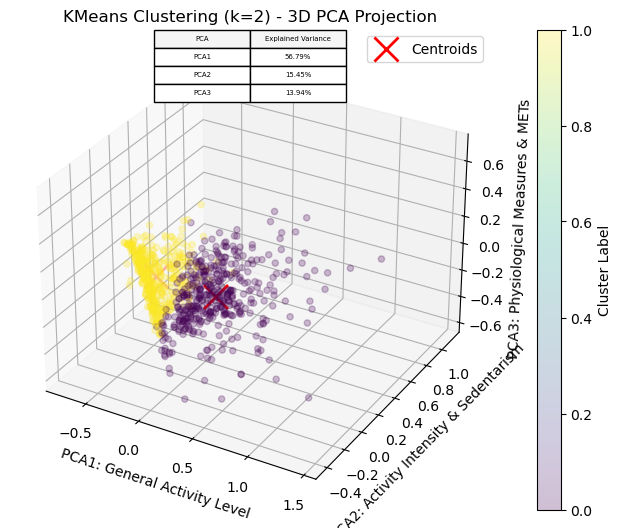 KMeans Clustering (k=2) - 3D PCA Projection
PCA Explained Variance
PCA1 56.79%
PCA2 15.45%
PCA3 13.94%
Centroids
PCA1: General Activity Level
−0.5 0.0 0.5 1.0 1.5
CA2: Activity Intensity & Sedentarism
−0.4 −0.2 0.0 0.2 0.4 0.6 0.8 1.0
PCA3: Physiological Measures & METs
0.6
0.4
0.2
0.0
−0.2
−0.4
−0.6
Cluster Label
1.0
0.8
0.6
0.4
0.2
0.0